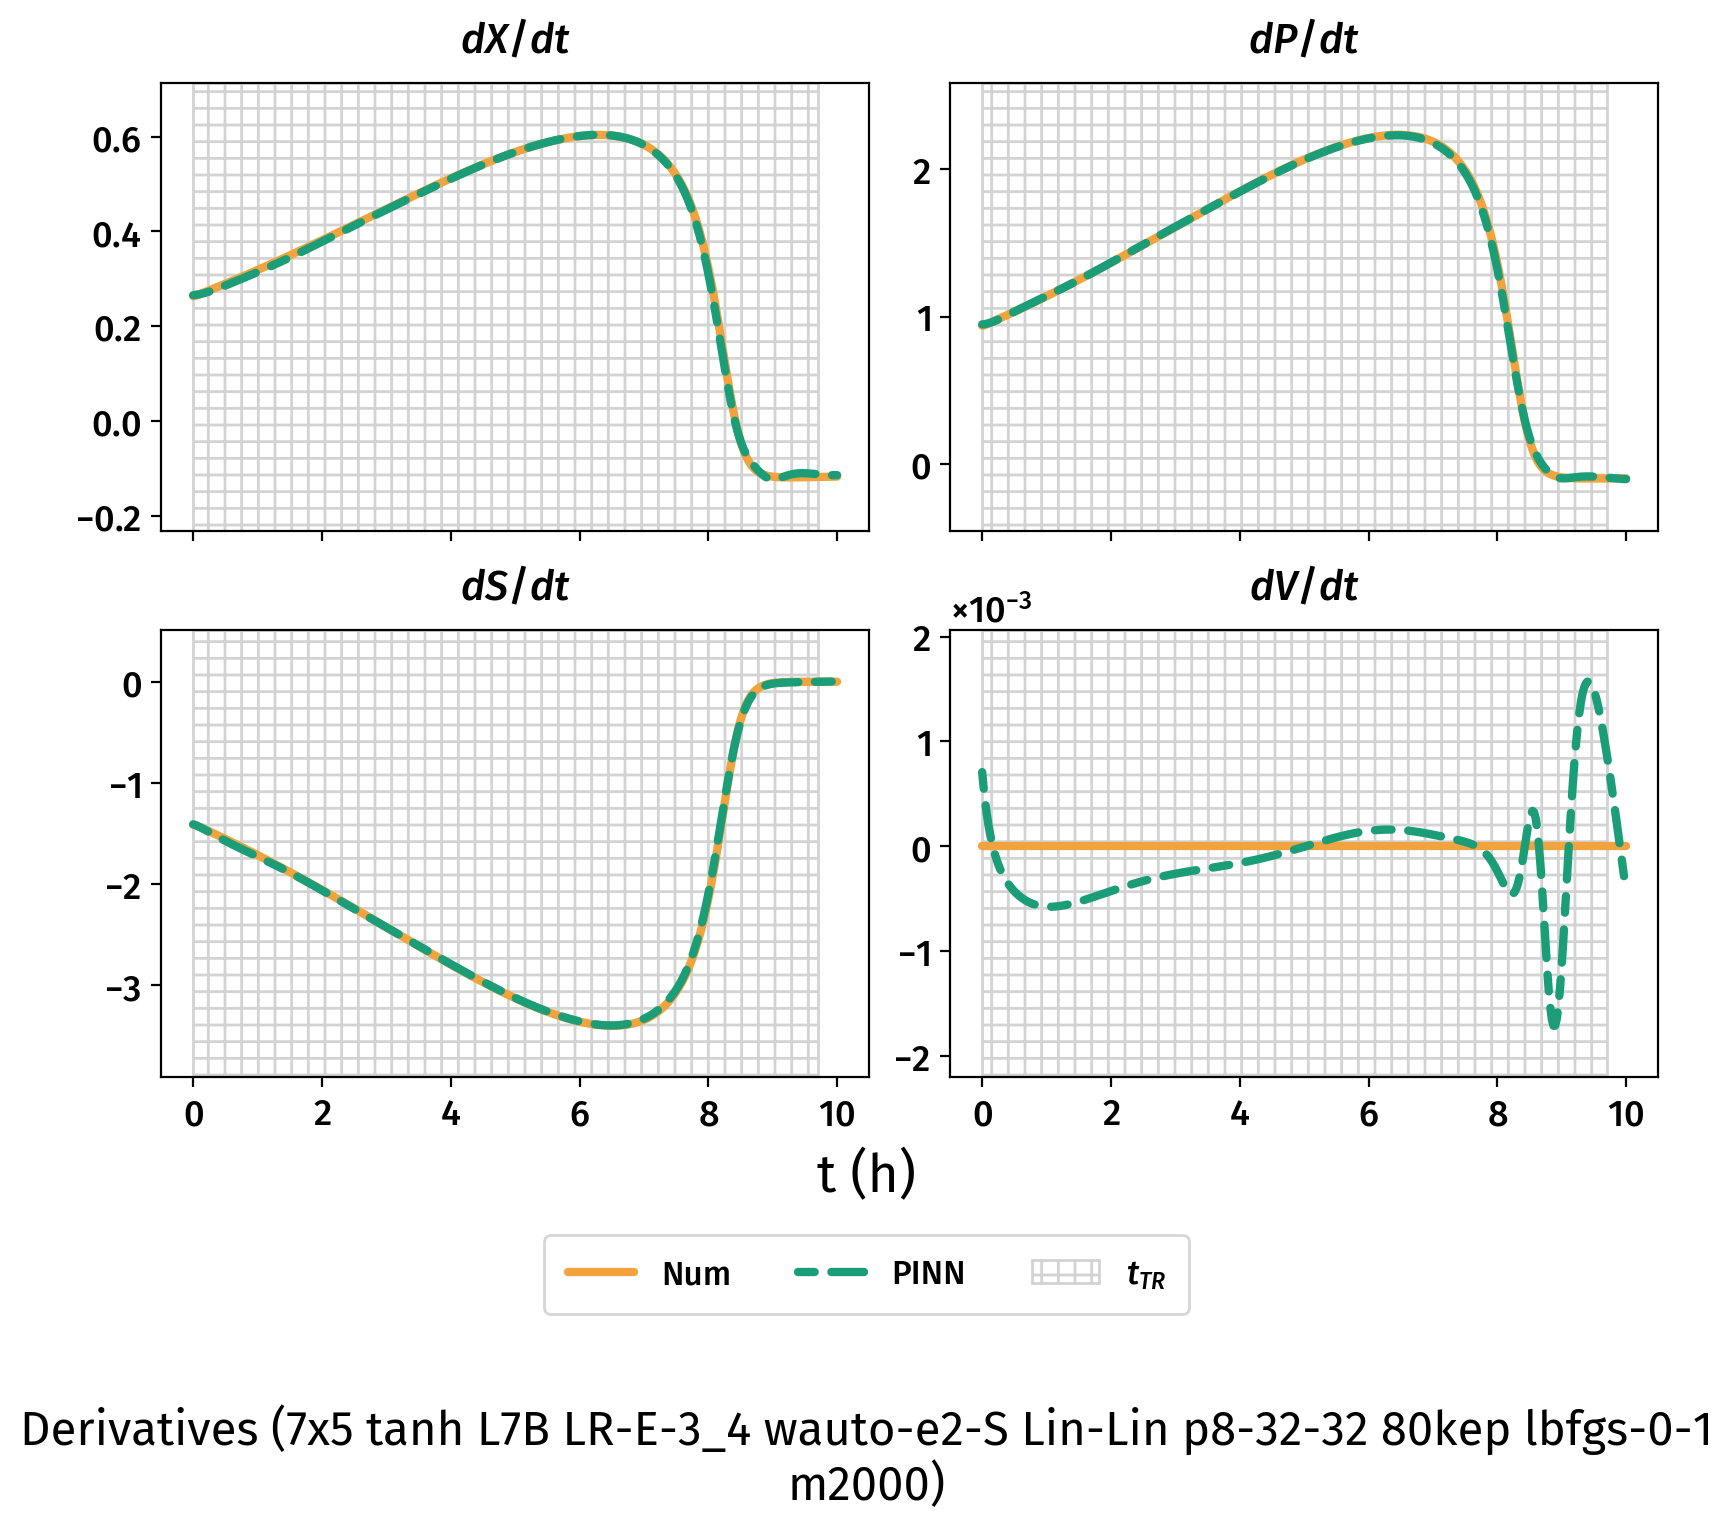 dX/dt
dP/dt
0.6
0.4
0.2
0.0
−0.2
2
1
0
dS/dt
dV/dt
×10⁻³
0
−1
−2
−3
2
1
0
−1
−2
0 2 4 6 8 10
0 2 4 6 8 10
t (h)
Num PINN t_TR
Derivatives (7x5 tanh L7B LR-E-3_4 wauto-e2-S Lin-Lin p8-32-32 80kep lbfgs-0-1
m2000)